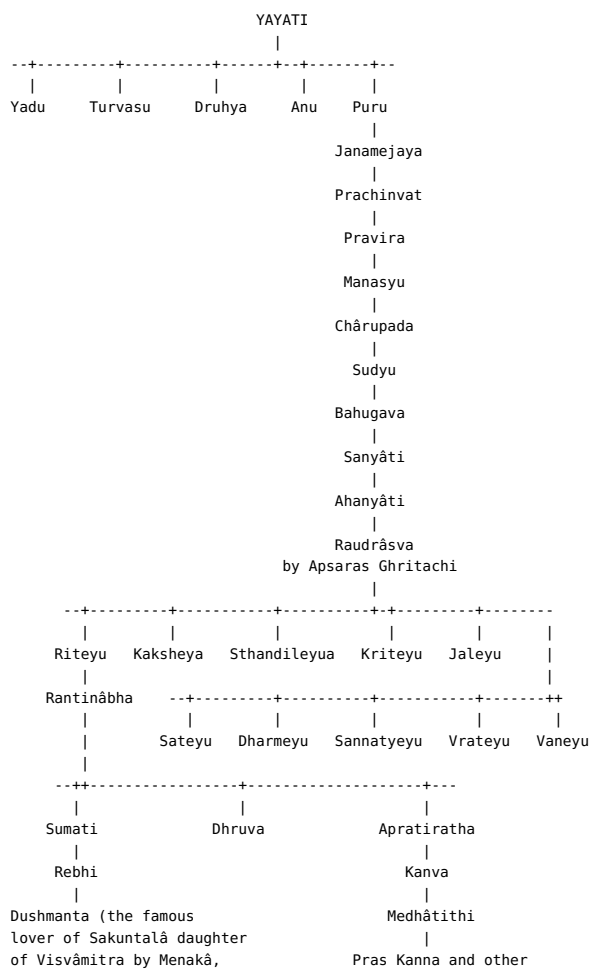 YAYATI
Yadu Turvasu Druhya Anu Puru
Janamejaya
Prachinvat
Pravira
Manasyu
Chârupada
Sudyu
Bahugava
Sanyâti
Ahanyâti
Raudrâsva
by Apsaras Ghritachi
Riteyu Kaksheya Sthandileyua Kriteyu Jaleyu
Rantinâbha
Sateyu Dharmeyu Sannatyeyu Vrateyu Vaneyu
Sumati Dhruva Apratiratha
Rebhi Kanva
Dushmanta (the famous Medhâtithi
lover of Sakuntalâ daughter
of Visvâmitra by Menakâ, Pras Kanna and other